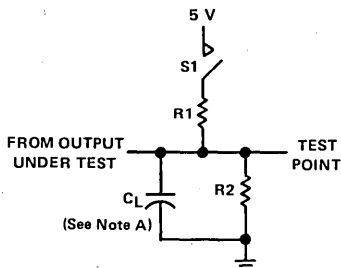 5 V
S1
R1
FROM OUTPUT
UNDER TEST
TEST
POINT
CL
R2
(See Note A)